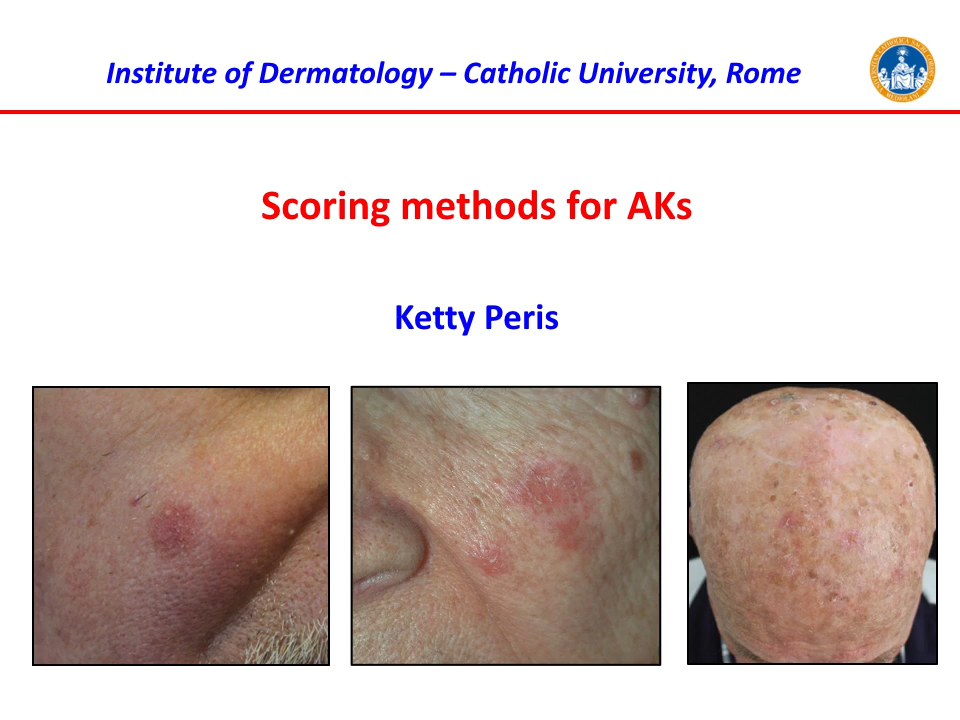 Institute of Dermatology – Catholic University, Rome
Scoring methods for AKs
Ketty Peris